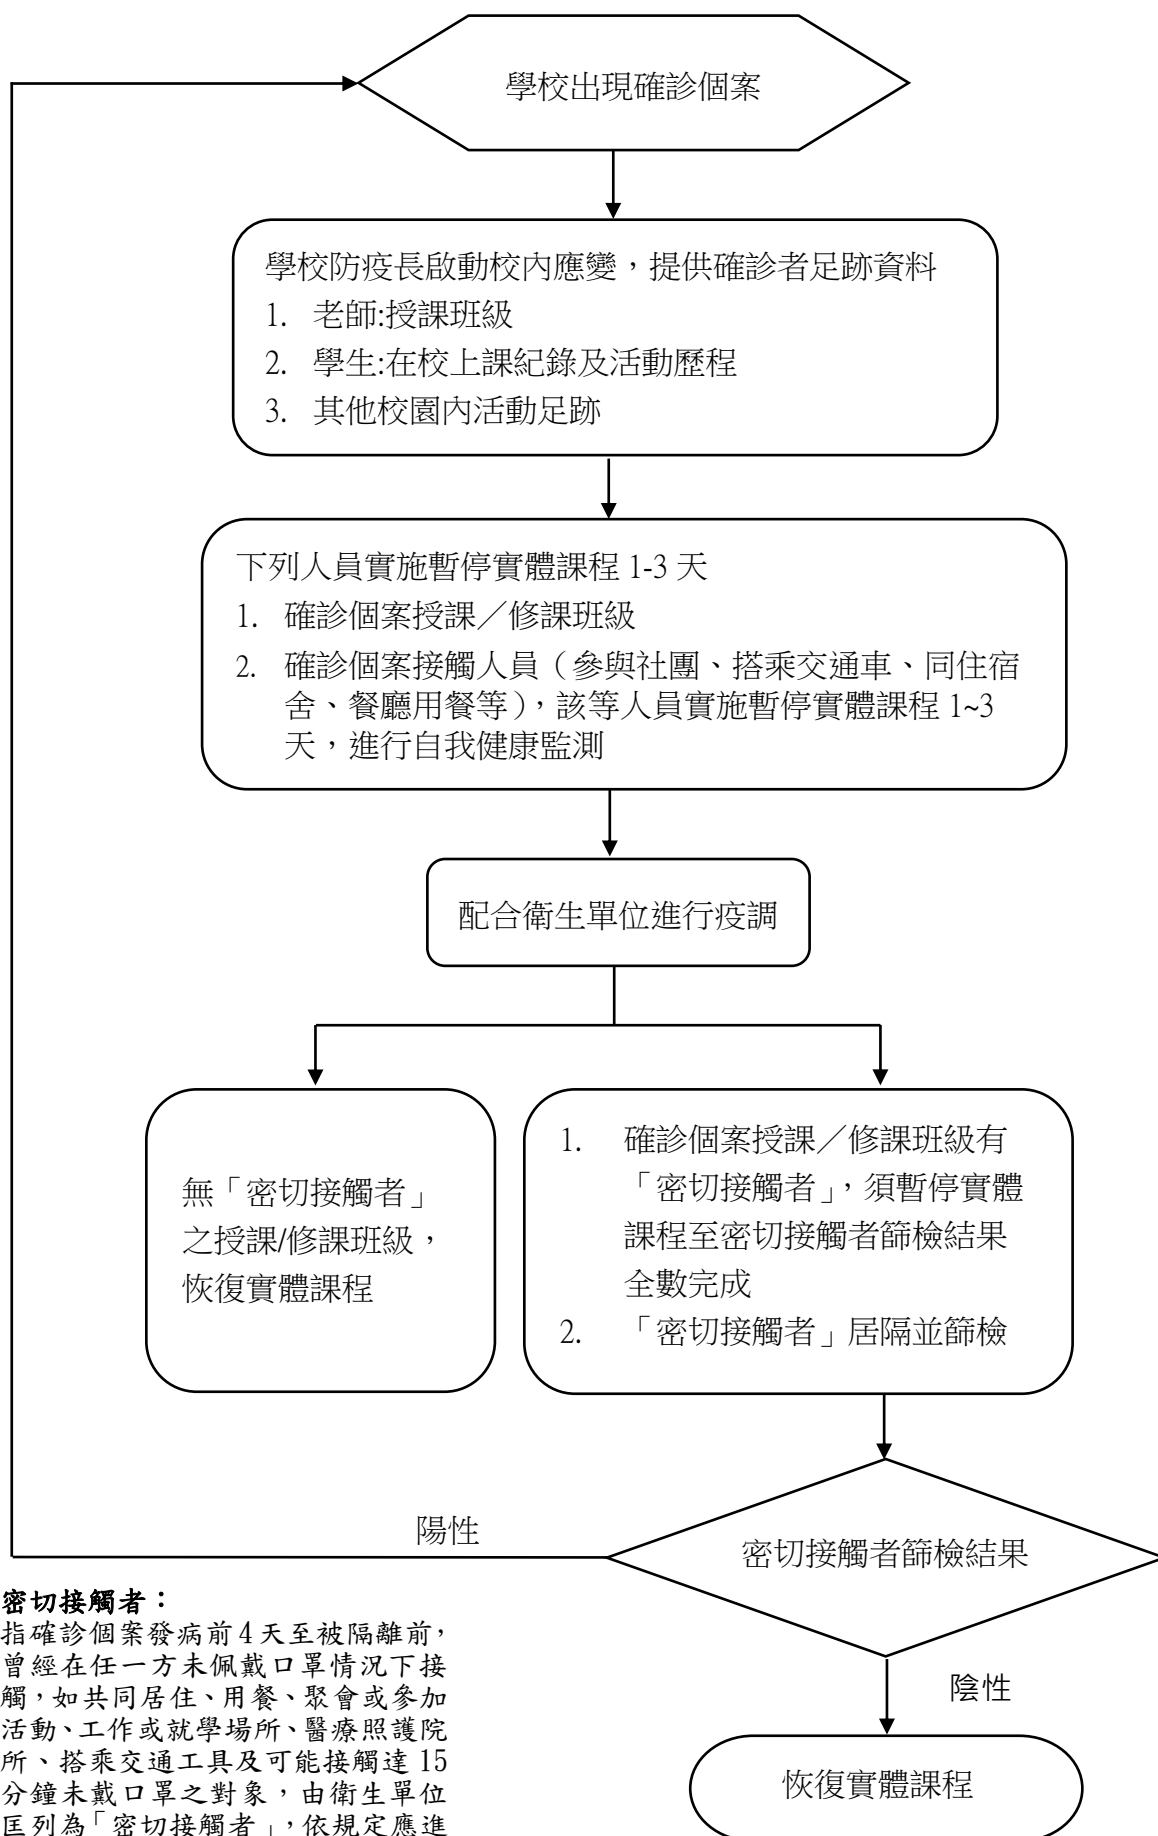 學校出現確診個案
學校防疫長啟動校內應變，提供確診者足跡資料
1. 老師:授課班級
2. 學生:在校上課紀錄及活動歷程
3. 其他校園內活動足跡
下列人員實施暫停實體課程 1-3 天
1. 確診個案授課／修課班級
2. 確診個案接觸人員（參與社團、搭乘交通車、同住宿
舍、餐廳用餐等），該等人員實施暫停實體課程 1~3
天，進行自我健康監測
配合衛生單位進行疫調
無「密切接觸者」
之授課/修課班級，
恢復實體課程
1. 確診個案授課／修課班級有
「密切接觸者」，須暫停實體
課程至密切接觸者篩檢結果
全數完成
2. 「密切接觸者」居隔並篩檢
陽性
密切接觸者篩檢結果
陰性
恢復實體課程
密切接觸者：
指確診個案發病前 4 天至被隔離前，
曾經在任一方未佩戴口罩情況下接
觸，如共同居住、用餐、聚會或參加
活動、工作或就學場所、醫療照護院
所、搭乘交通工具及可能接觸達 15
分鐘未戴口罩之對象，由衛生單位
匡列為「密切接觸者」，依規定應進